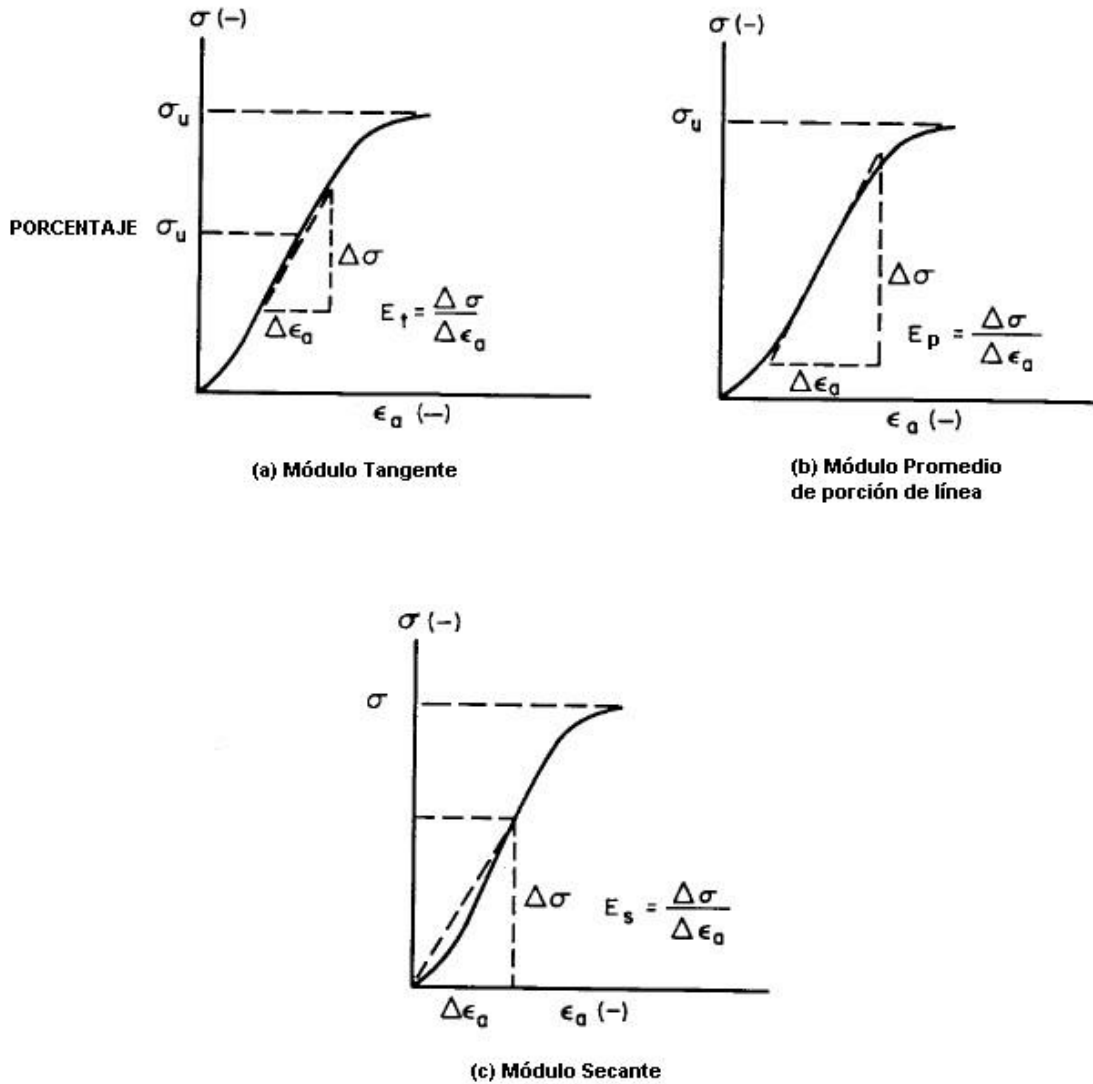 σ (–)
σu
PORCENTAJE σu
Δσ
Δϵa
Et = Δσ / Δϵa
ϵa (–)
(a) Módulo Tangente
σ (–)
σu
Δσ
Δϵa
Ep = Δσ / Δϵa
ϵa (–)
(b) Módulo Promedio
de porción de línea
σ (–)
σ
Δσ
Es = Δσ / Δϵa
Δϵa
ϵa (–)
(c) Módulo Secante